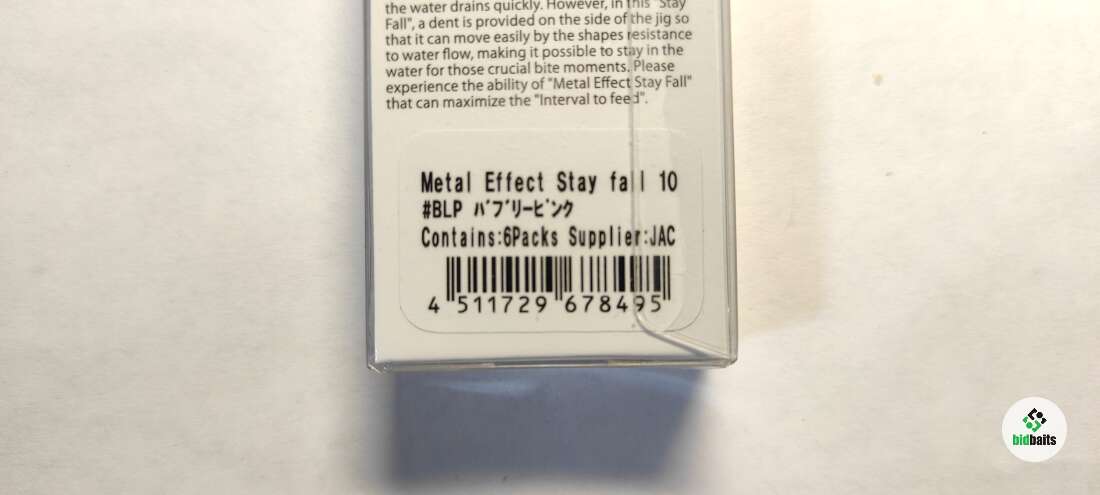 the water drains quickly. However, in this "Stay
Fall", a dent is provided on the side of the jig so
that it can move easily by the shapes resistance
to water flow, making it possible to stay in the
water for those crucial bite moments. Please
experience the ability of "Metal Effect Stay Fall"
that can maximize the "Interval to feed".
Metal Effect Stay fall 10
#BLP バブリーピンク
Contains:6Packs Supplier:JAC
4 511729 678495
bidbaits